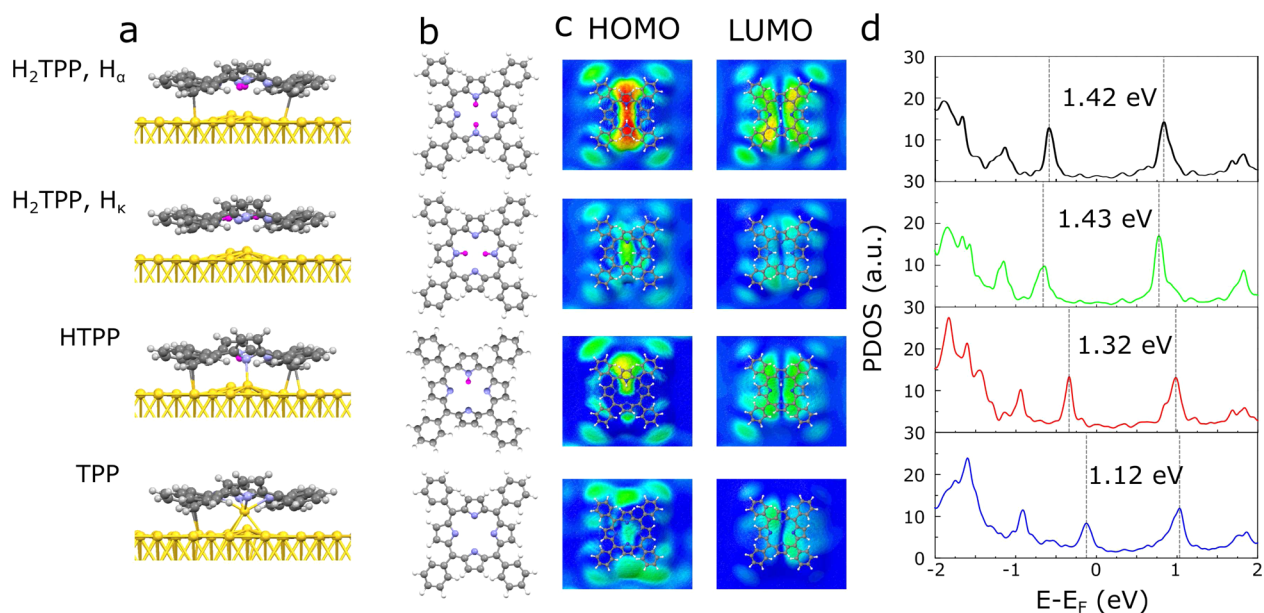 a
b
c HOMO LUMO
d
H₂TPP, Hα
H₂TPP, Hκ
HTPP
TPP
PDOS (a.u.)
30
20
10
30
20
10
30
20
10
30
20
10
0
1.42 eV
1.43 eV
1.32 eV
1.12 eV
-2 -1 0 1 2
E-E_F (eV)